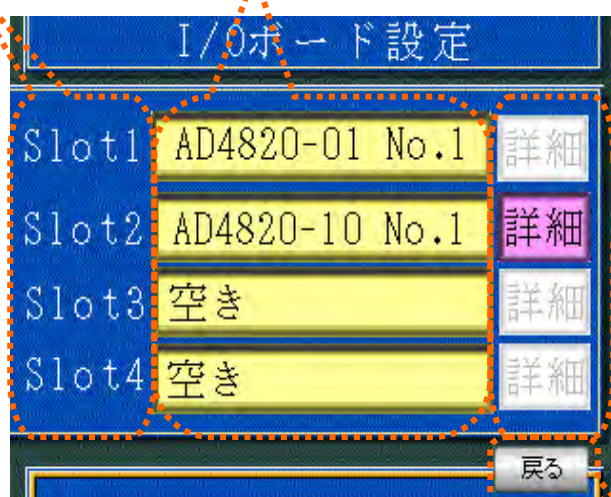 I/Oボード設定
Slot1 AD4820-01 No.1 詳細
Slot2 AD4820-10 No.1 詳細
Slot3 空き 詳細
Slot4 空き 詳細
戻る